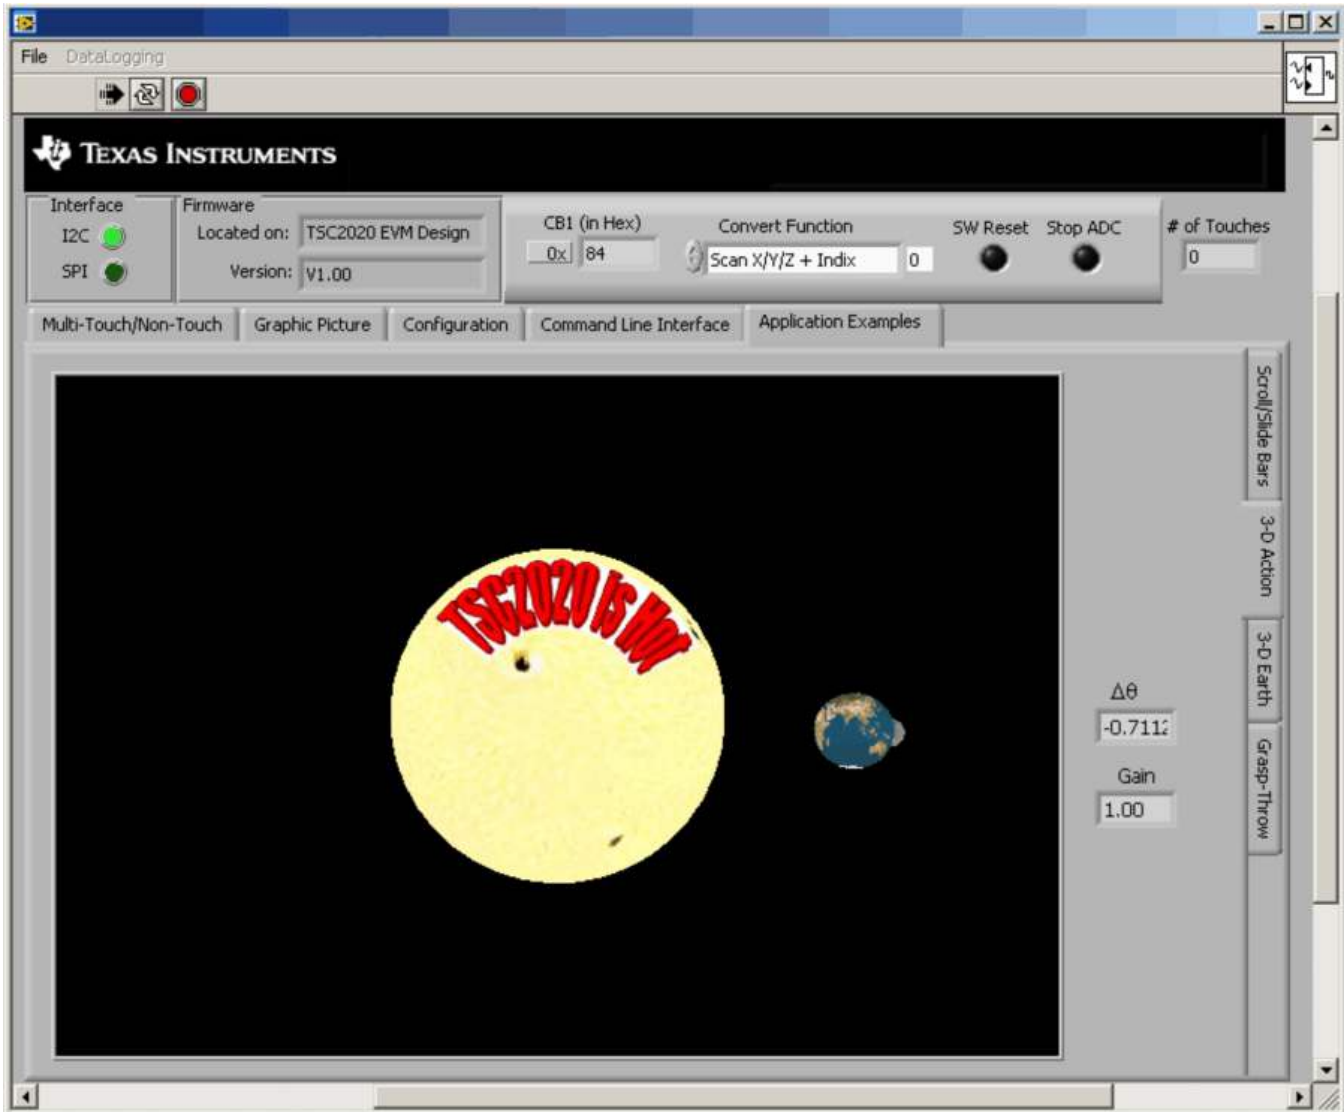 File DataLogging
TEXAS INSTRUMENTS
Interface
I2C
SPI
Firmware
Located on: TSC2020 EVM Design
Version: V1.00
CB1 (in Hex)
0x 84
Convert Function
Scan X/Y/Z + Indix 0
SW Reset
Stop ADC
# of Touches
0
Multi-Touch/Non-Touch Graphic Picture Configuration Command Line Interface Application Examples
TSC2020 is Hot
Δθ
-0.7112
Gain
1.00
Scroll/Slide Bars
3-D Action
3-D Earth
Grasp-Throw